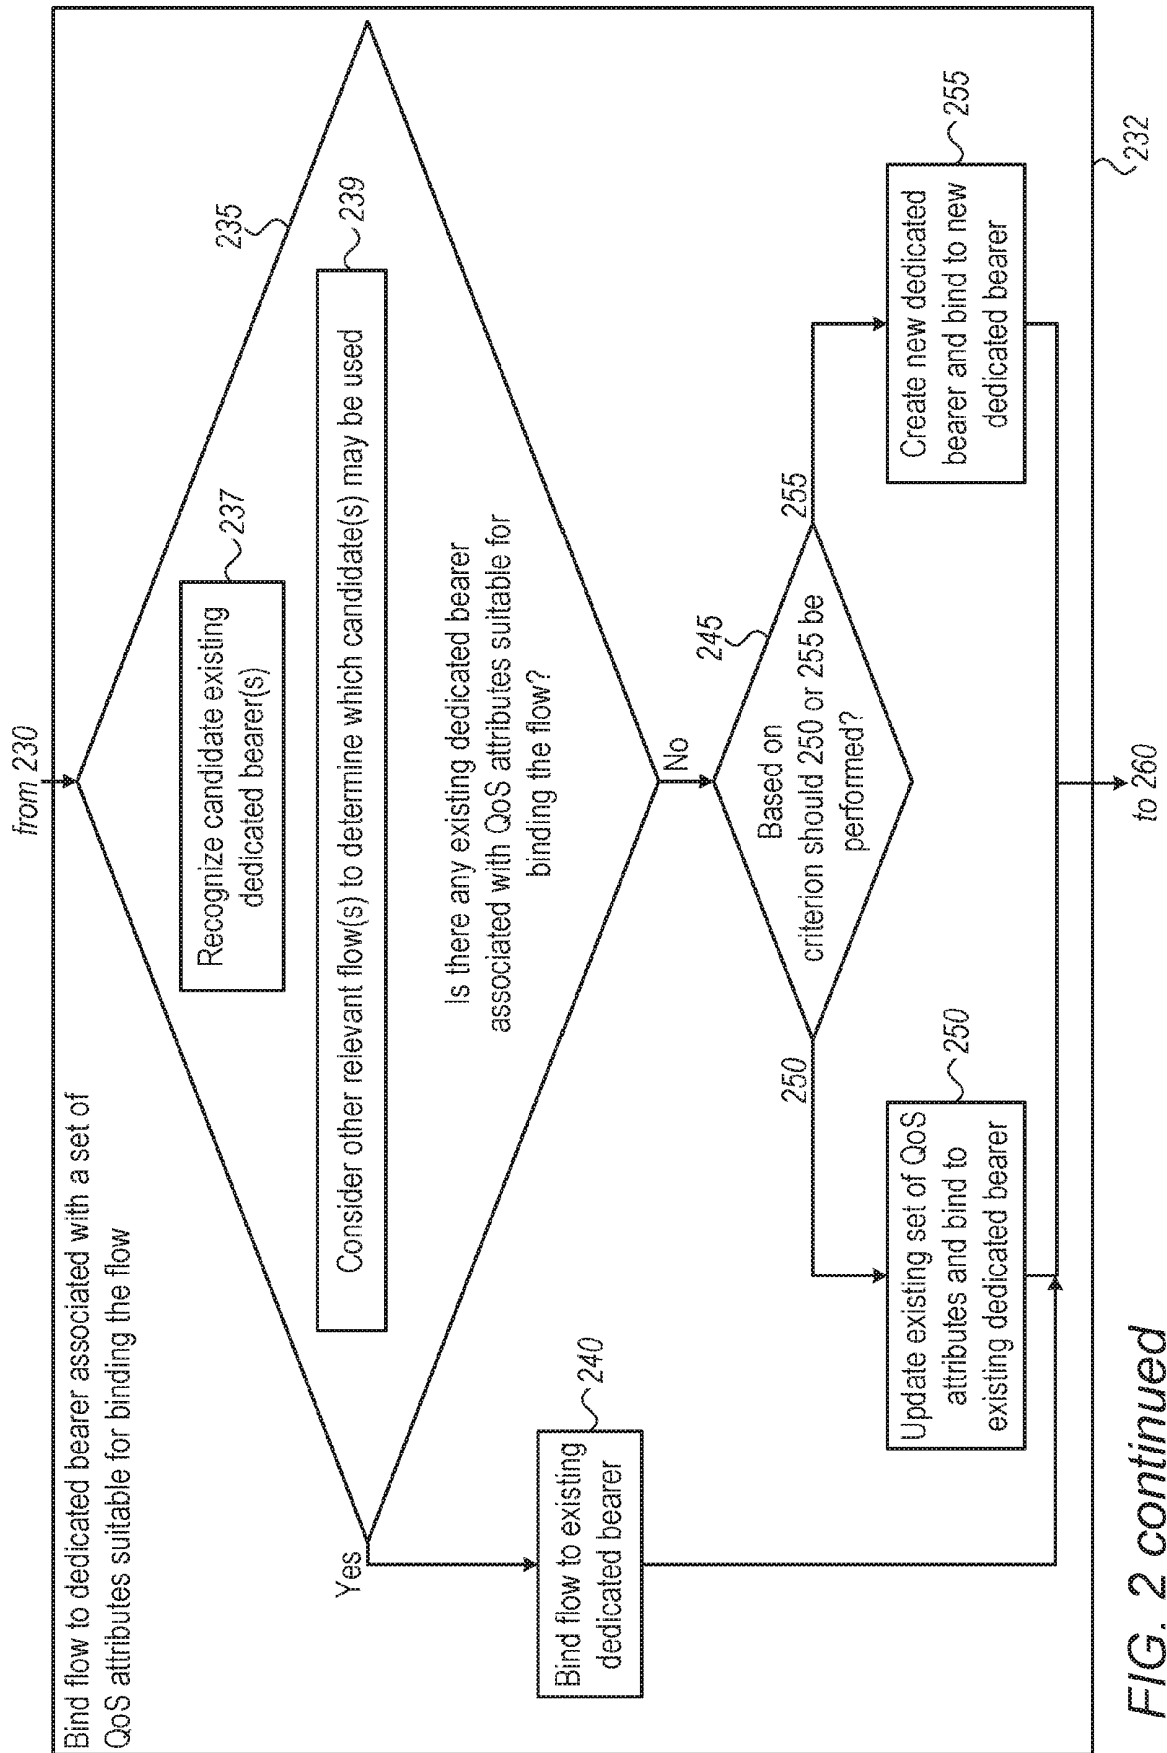 from 230
Bind flow to dedicated bearer associated with a set of
QoS attributes suitable for binding the flow
235
Recognize candidate existing
dedicated bearer(s)
237
Consider other relevant flow(s) to determine which candidate(s) may be used
239
Is there any existing dedicated bearer
associated with QoS attributes suitable for
binding the flow?
Yes
No
Bind flow to existing
dedicated bearer
240
245
Based on
criterion should 250 or 255 be
performed?
250
255
Update existing set of QoS
attributes and bind to
existing dedicated bearer
250
Create new dedicated
bearer and bind to new
dedicated bearer
255
232
to 260
FIG. 2 continued